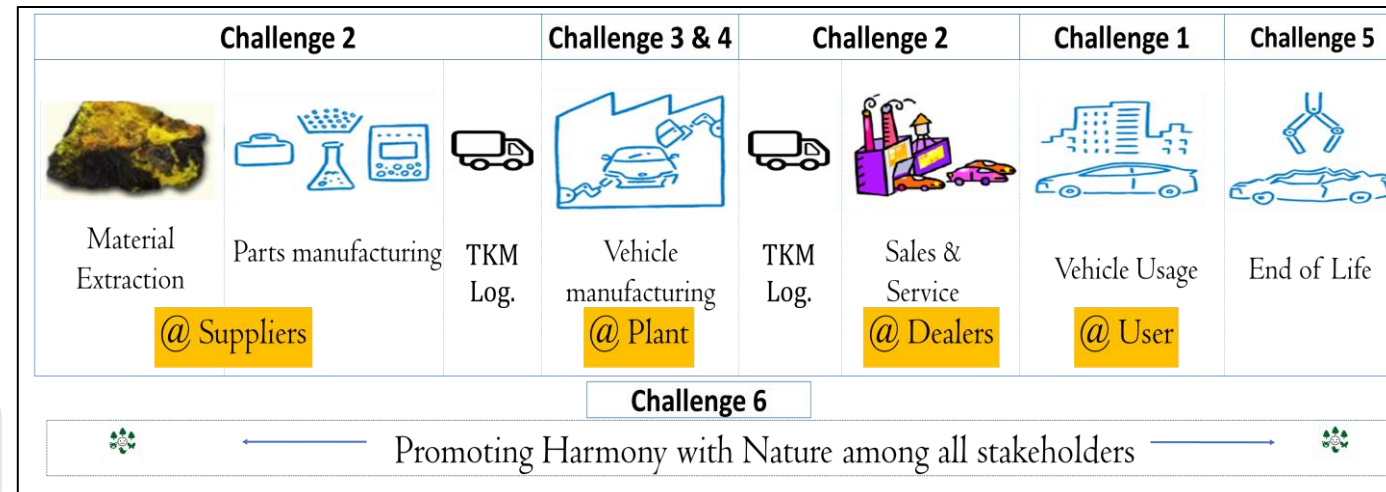 Challenge 2
Challenge 3 & 4
Challenge 2
Challenge 1
Challenge 5
Material
Extraction
Parts manufacturing
TKM
Log.
Vehicle
manufacturing
TKM
Log.
Sales &
Service
Vehicle Usage
End of Life
@ Suppliers
@ Plant
@ Dealers
@ User
Challenge 6
Promoting Harmony with Nature among all stakeholders